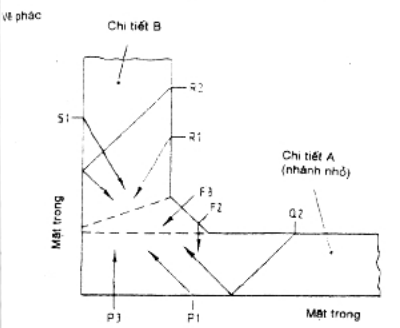 Vẽ phác
Chi tiết B
R2
S1
R1
Chi tiết A
(nhánh nhỏ)
F3
F2
Q2
Mặt trong
P3
P1
Mặt trong